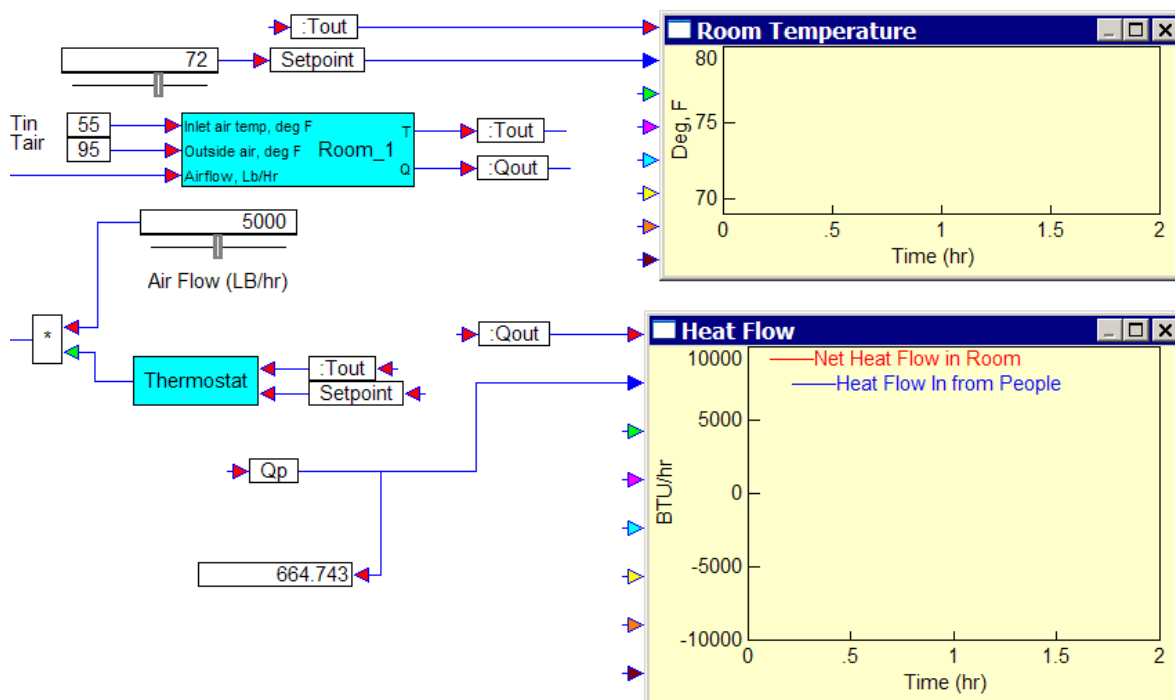 :Tout
72
Setpoint
Tin
55
Inlet air temp, deg F
T
:Tout
Tair
95
Outside air, deg F
Room_1
Airflow, Lb/Hr
Q
:Qout
5000
Air Flow (LB/hr)
*
Thermostat
:Tout
Setpoint
:Qout
Qp
664.743
Room Temperature
80
75
70
Deg, F
0
.5
1
1.5
2
Time (hr)
Heat Flow
Net Heat Flow in Room
Heat Flow In from People
10000
5000
0
-5000
-10000
BTU/hr
0
.5
1
1.5
2
Time (hr)